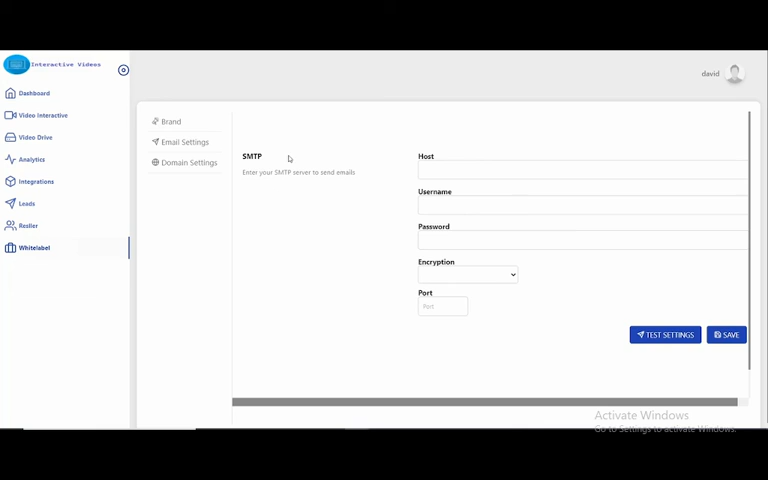 Interactive Videos
david
Dashboard
Video Interactive
Video Drive
Analytics
Integrations
Leads
Resller
Whitelabel
Brand
Email Settings
Domain Settings
SMTP
Enter your SMTP server to send emails
Host
Username
Password
Encryption
Port
Port
TEST SETTINGS
SAVE
Activate Windows
Go to Settings to activate Windows.